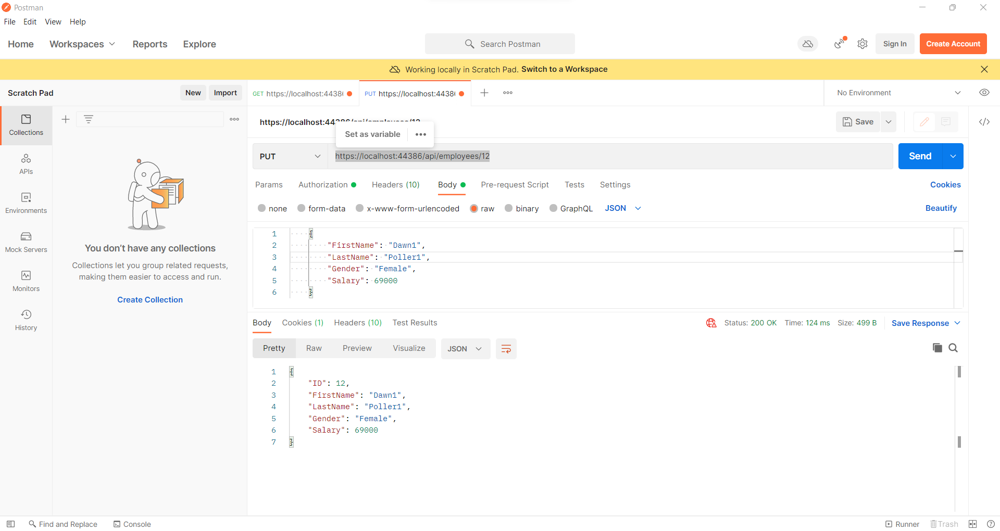 Postman
File Edit View Help
Home Workspaces Reports Explore Search Postman Sign In Create Account
Working locally in Scratch Pad. Switch to a Workspace
Scratch Pad New Import GET https://localhost:4438 PUT https://localhost:4438 No Environment
https://localhost:44386/api/employees/12 Save
Set as variable
PUT https://localhost:44386/api/employees/12 Send
Params Authorization Headers (10) Body Pre-request Script Tests Settings Cookies
none form-data x-www-form-urlencoded raw binary GraphQL JSON Beautify
Collections
APIs
Environments
Mock Servers
Monitors
History
You don't have any collections
Collections let you group related requests,
making them easier to access and run.
Create Collection
1 {
2 "FirstName": "Dawn1",
3 "LastName": "Poller1",
4 "Gender": "Female",
5 "Salary": 69000
6 }
Body Cookies (1) Headers (10) Test Results Status: 200 OK Time: 124 ms Size: 499 B Save Response
Pretty Raw Preview Visualize JSON
1 {
2 "ID": 12,
3 "FirstName": "Dawn1",
4 "LastName": "Poller1",
5 "Gender": "Female",
6 "Salary": 69000
7 }
Find and Replace Console Runner Trash